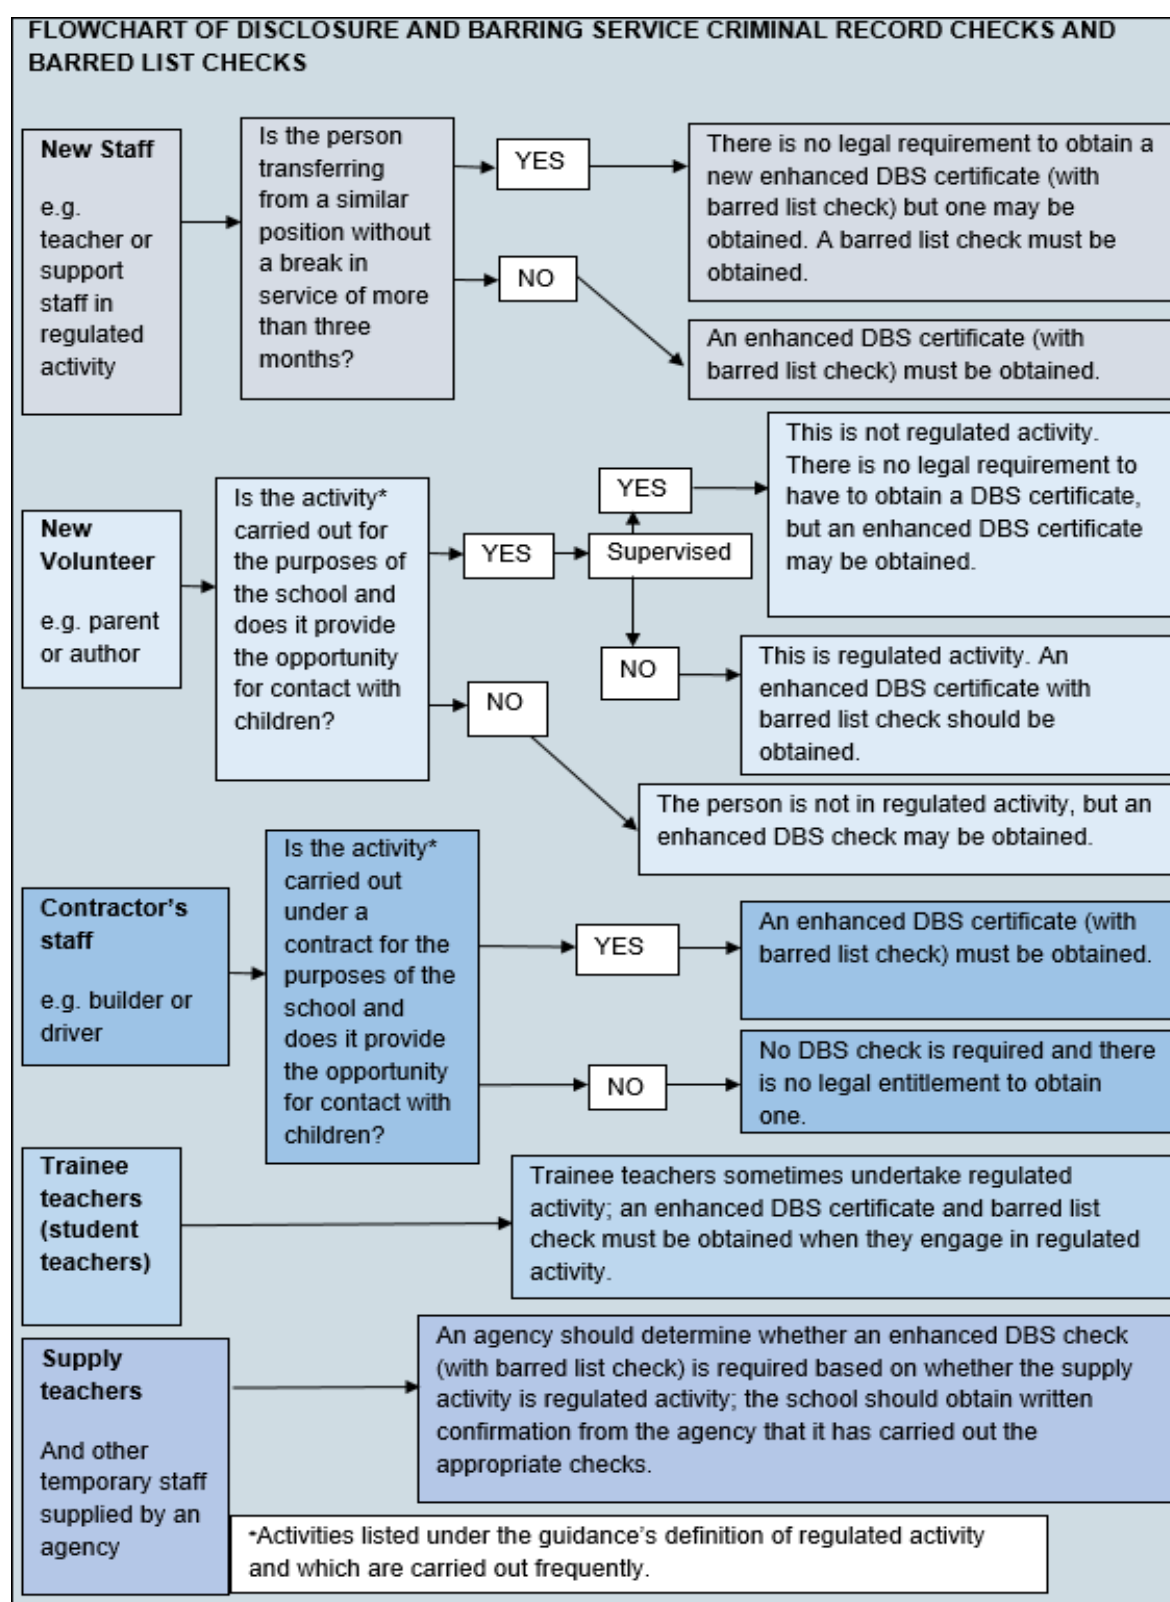 FLOWCHART OF DISCLOSURE AND BARRING SERVICE CRIMINAL RECORD CHECKS AND
BARRED LIST CHECKS
New Staff
e.g.
teacher or
support
staff in
regulated
activity
Is the person
transferring
from a similar
position without
a break in
service of more
than three
months?
YES
There is no legal requirement to obtain a
new enhanced DBS certificate (with
barred list check) but one may be
obtained. A barred list check must be
obtained.
NO
An enhanced DBS certificate (with
barred list check) must be obtained.
New
Volunteer
e.g. parent
or author
Is the activity*
carried out for
the purposes of
the school and
does it provide
the opportunity
for contact with
children?
YES
Supervised
YES
This is not regulated activity.
There is no legal requirement to
have to obtain a DBS certificate,
but an enhanced DBS certificate
may be obtained.
NO
This is regulated activity. An
enhanced DBS certificate with
barred list check should be
obtained.
NO
The person is not in regulated activity, but an
enhanced DBS check may be obtained.
Contractor's
staff
e.g. builder or
driver
Is the activity*
carried out
under a
contract for the
purposes of the
school and
does it provide
the opportunity
for contact with
children?
YES
An enhanced DBS certificate (with
barred list check) must be obtained.
NO
No DBS check is required and there
is no legal entitlement to obtain
one.
Trainee
teachers
(student
teachers)
Trainee teachers sometimes undertake regulated
activity; an enhanced DBS certificate and barred list
check must be obtained when they engage in regulated
activity.
Supply
teachers
And other
temporary staff
supplied by an
agency
An agency should determine whether an enhanced DBS check
(with barred list check) is required based on whether the supply
activity is regulated activity; the school should obtain written
confirmation from the agency that it has carried out the
appropriate checks.
*Activities listed under the guidance's definition of regulated activity
and which are carried out frequently.